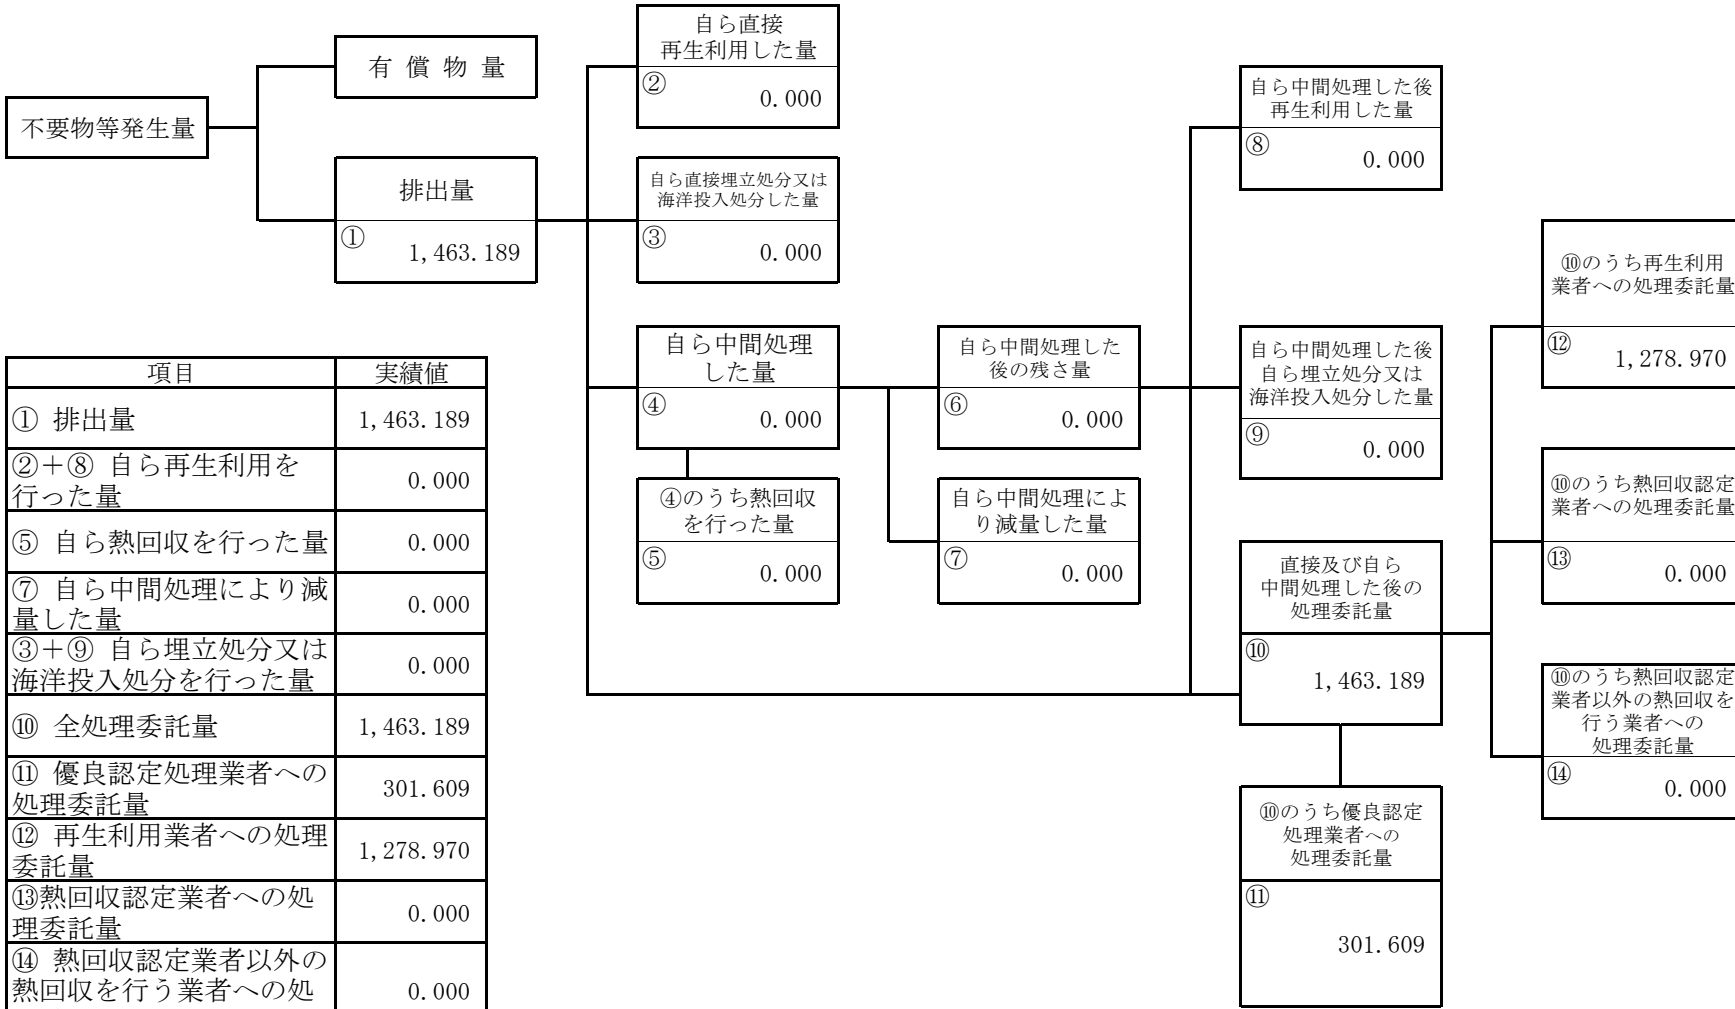 不要物等発生量
有償物量
排出量
① 1,463.189
自ら直接
再生利用した量
② 0.000
自ら直接埋立処分又は
海洋投入処分した量
③ 0.000
自ら中間処理
した量
④ 0.000
④のうち熱回収
を行った量
⑤ 0.000
自ら中間処理した
後の残さ量
⑥ 0.000
自ら中間処理によ
り減量した量
⑦ 0.000
自ら中間処理した後
再生利用した量
⑧ 0.000
自ら中間処理した後
自ら埋立処分又は
海洋投入処分した量
⑨ 0.000
直接及び自ら
中間処理した後の
処理委託量
⑩ 1,463.189
⑩のうち優良認定
処理業者への
処理委託量
⑪ 301.609
⑩のうち再生利用
業者への処理委託量
⑫ 1,278.970
⑩のうち熱回収認定
業者への処理委託量
⑬ 0.000
⑩のうち熱回収認定
業者以外の熱回収を
行う業者への
処理委託量
⑭ 0.000
項目 実績値
① 排出量 1,463.189
②+⑧ 自ら再生利用を
行った量 0.000
⑤ 自ら熱回収を行った量 0.000
⑦ 自ら中間処理により減
量した量 0.000
③+⑨ 自ら埋立処分又は
海洋投入処分を行った量 0.000
⑩ 全処理委託量 1,463.189
⑪ 優良認定処理業者への
処理委託量 301.609
⑫ 再生利用業者への処理
委託量 1,278.970
⑬熱回収認定業者への処
理委託量 0.000
⑭ 熱回収認定業者以外の
熱回収を行う業者への処 0.000